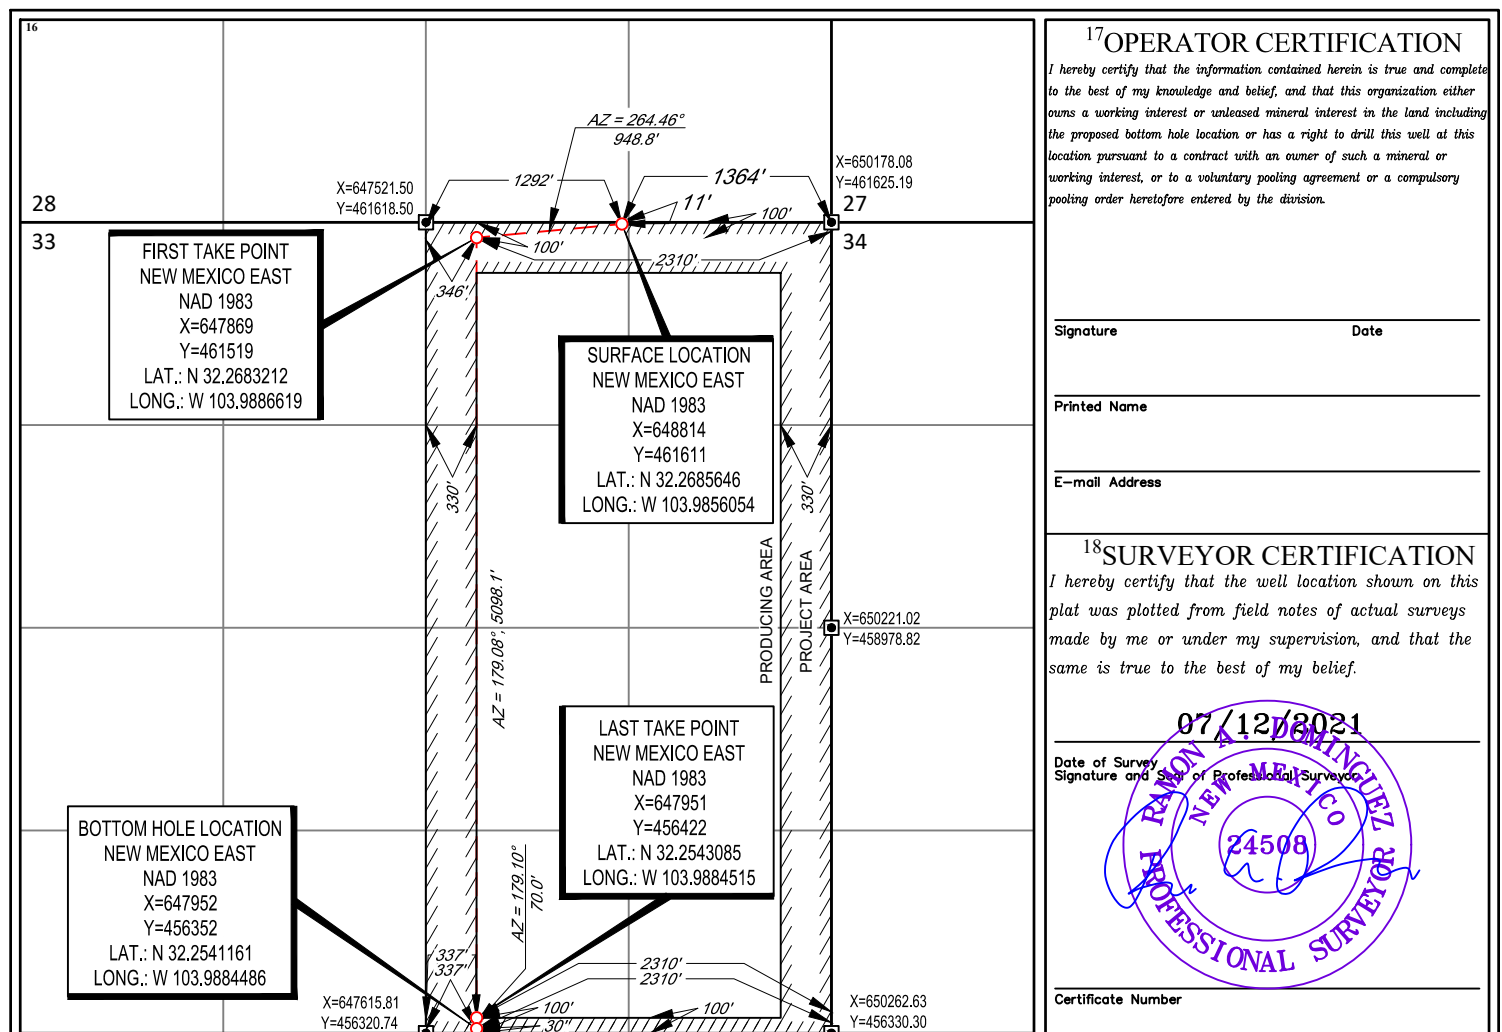 16
AZ = 264.46°
948.8'
X=650178.08
Y=461625.19
X=647521.50
Y=461618.50
1292'
1364'
28
27
11'
100'
33
34
100'
2310'
346'
FIRST TAKE POINT
NEW MEXICO EAST
NAD 1983
X=647869
Y=461519
LAT.: N 32.2683212
LONG.: W 103.9886619
SURFACE LOCATION
NEW MEXICO EAST
NAD 1983
X=648814
Y=461611
LAT.: N 32.2685646
LONG.: W 103.9856054
330'
330'
AZ = 179.08°, 5098.1'
PRODUCING AREA
PROJECT AREA
X=650221.02
Y=458978.82
LAST TAKE POINT
NEW MEXICO EAST
NAD 1983
X=647951
Y=456422
LAT.: N 32.2543085
LONG.: W 103.9884515
BOTTOM HOLE LOCATION
NEW MEXICO EAST
NAD 1983
X=647952
Y=456352
LAT.: N 32.2541161
LONG.: W 103.9884486
AZ = 179.10°
70.0'
337'
337'
2310'
2310'
X=647615.81
Y=456320.74
100'
30"
100'
X=650262.63
Y=456330.30
17OPERATOR CERTIFICATION
I hereby certify that the information contained herein is true and complete
to the best of my knowledge and belief, and that this organization either
owns a working interest or unleased mineral interest in the land including
the proposed bottom hole location or has a right to drill this well at this
location pursuant to a contract with an owner of such a mineral or
working interest, or to a voluntary pooling agreement or a compulsory
pooling order heretofore entered by the division.
Signature Date
Printed Name
E-mail Address
18SURVEYOR CERTIFICATION
I hereby certify that the well location shown on this
plat was plotted from field notes of actual surveys
made by me or under my supervision, and that the
same is true to the best of my belief.
07/12/2021
Date of Survey
Signature and Seal of Professional Surveyor
RAMON A. DOMINGUEZ
NEW MEXICO
24508
PROFESSIONAL SURVEYOR
Certificate Number